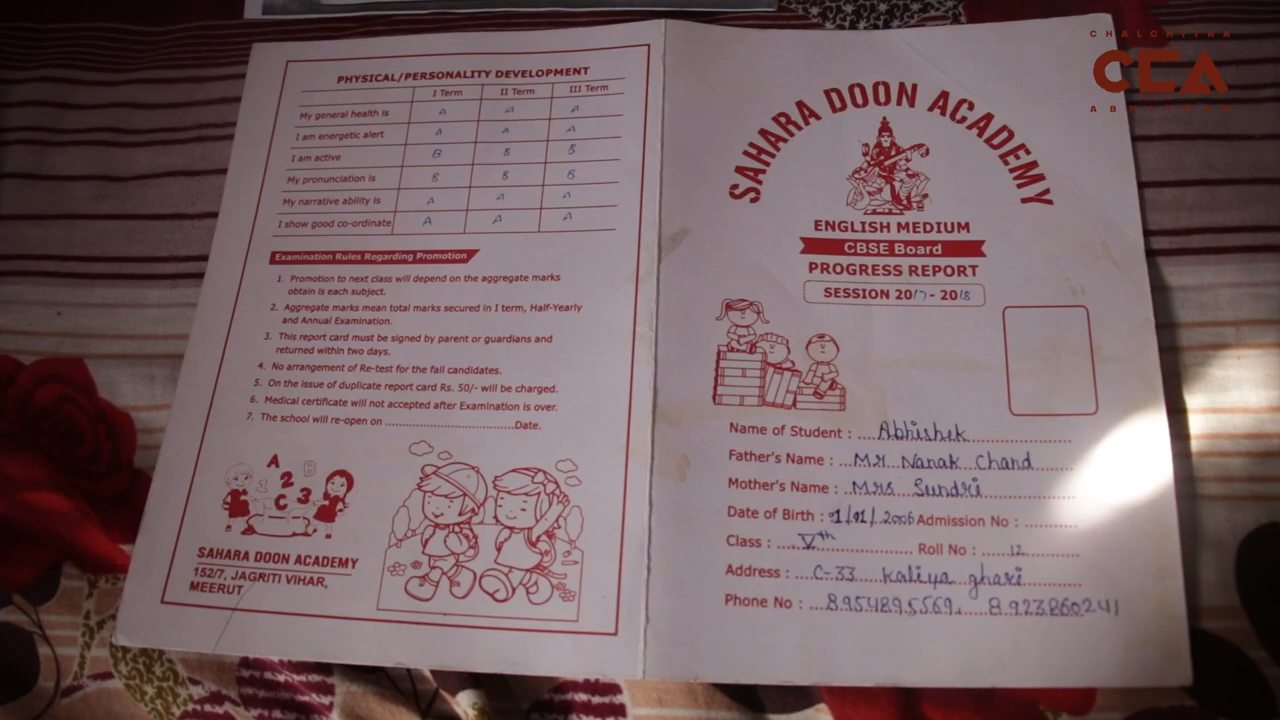 CHALCHITRA
CCA
ABHIYAAN
PHYSICAL/PERSONALITY DEVELOPMENT
I Term II Term III Term
My general health is A A A
I am energetic alert A A A
I am active B B B
My pronunciation is B B B
My narrative ability is A A A
I show good co-ordinate A A A
Examination Rules Regarding Promotion
1. Promotion to next class will depend on the aggregate marks
obtain is each subject.
2. Aggregate marks mean total marks secured in I term, Half-Yearly
and Annual Examination.
3. This report card must be signed by parent or guardians and
returned within two days.
4. No arrangement of Re-test for the fail candidates.
5. On the issue of duplicate report card Rs. 50/- will be charged.
6. Medical certificate will not accepted after Examination is over.
7. The school will re-open on ..................................Date.
A B
1 2
C 3
SAHARA DOON ACADEMY
152/7, JAGRITI VIHAR,
MEERUT
SAHARA DOON ACADEMY
ENGLISH MEDIUM
CBSE Board
PROGRESS REPORT
SESSION 2017 - 2018
Name of Student : Abhishek
Father's Name : Mr. Nanak Chand
Mother's Name : Mrs Sundri
Date of Birth : 01/01/2006 Admission No :
Class : Vth Roll No : 12
Address : C-33 Kaliya ghari
Phone No : 8954895569, 8923860241